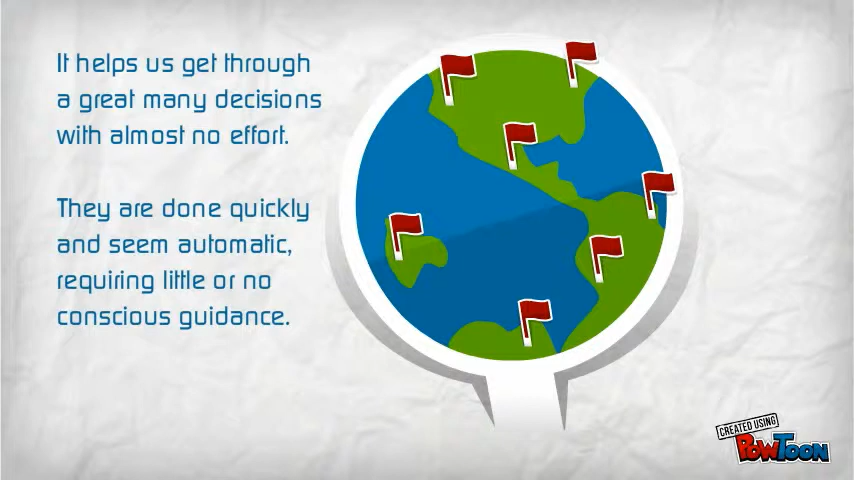 It helps us get through
a great many decisions
with almost no effort.
They are done quickly
and seem automatic,
requiring little or no
conscious guidance.
CREATED USING
POWTOON